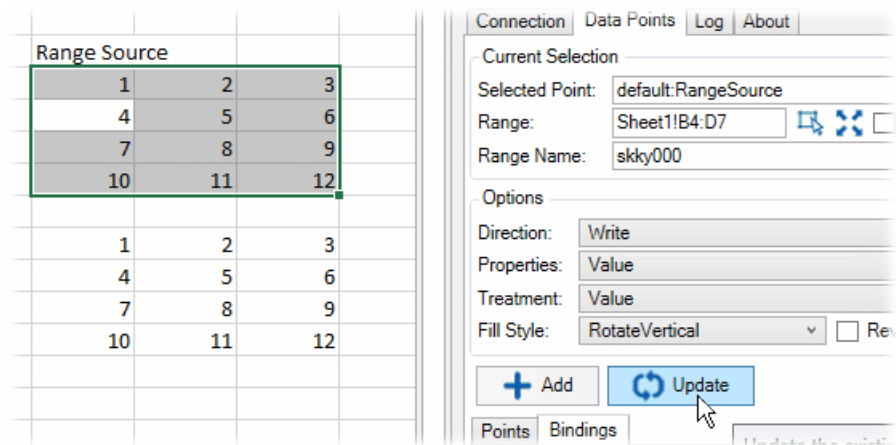 Connection Data Points Log About
Range Source
1 2 3
4 5 6
7 8 9
10 11 12
1 2 3
4 5 6
7 8 9
10 11 12
Current Selection
Selected Point: default:RangeSource
Range: Sheet1!B4:D7
Range Name: skky000
Options
Direction: Write
Properties: Value
Treatment: Value
Fill Style: RotateVertical
Add Update
Points Bindings
Update the